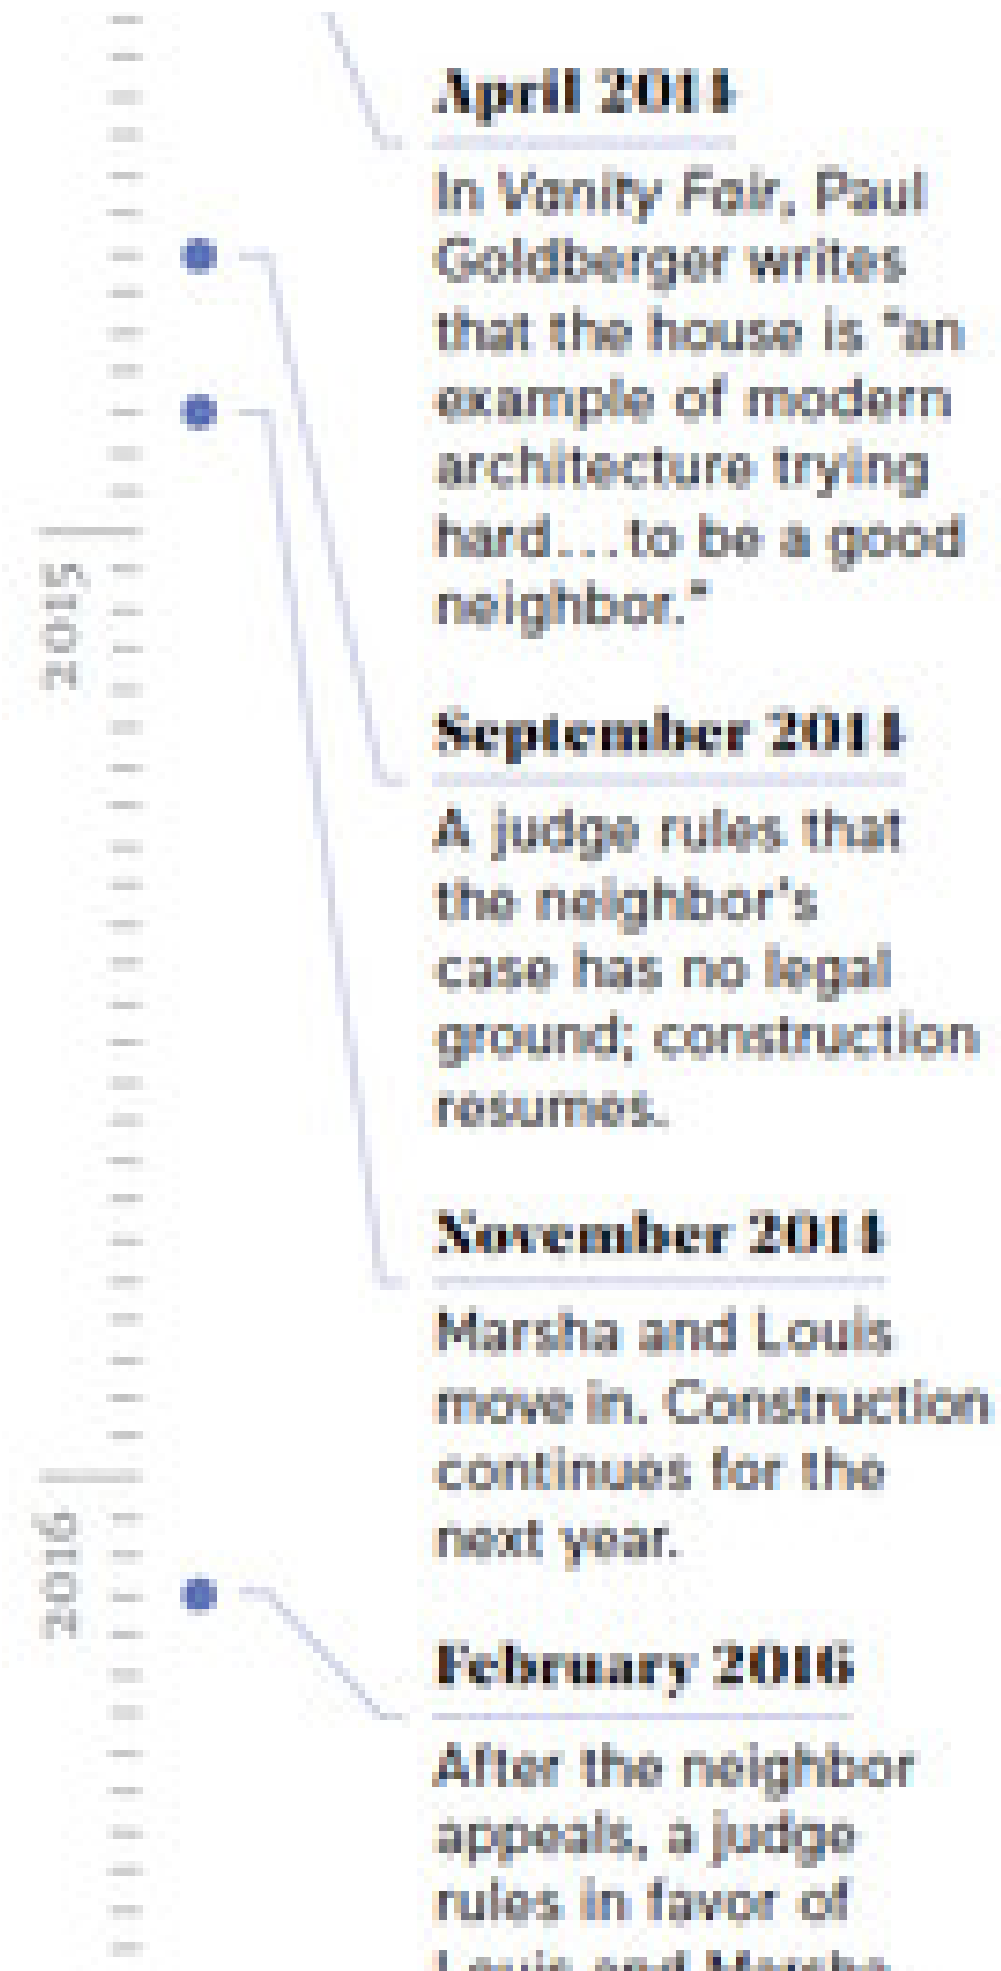 April 2014
In Vanity Fair, Paul
Goldberger writes
that the house is "an
example of modern
architecture trying
hard...to be a good
neighbor."
2015
September 2014
A judge rules that
the neighbor's
case has no legal
ground; construction
resumes.
November 2014
Marsha and Louis
move in. Construction
continues for the
next year.
2016
February 2016
After the neighbor
appeals, a judge
rules in favor of
Louis and Marsha